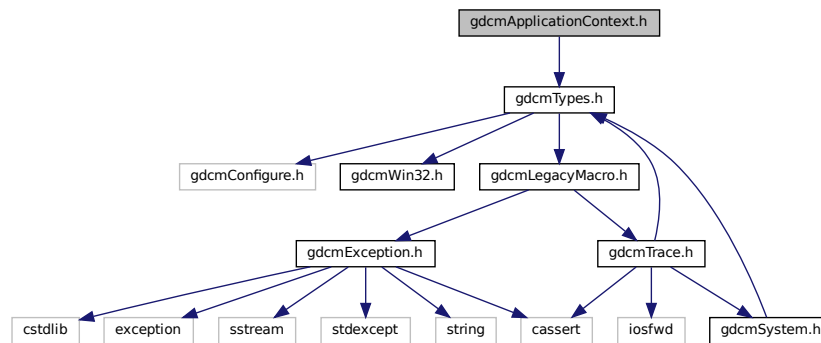 gdcmApplicationContext.h
gdcmTypes.h
gdcmConfigure.h
gdcmWin32.h
gdcmLegacyMacro.h
gdcmException.h
gdcmTrace.h
cstdlib
exception
sstream
stdexcept
string
cassert
iosfwd
gdcmSystem.h